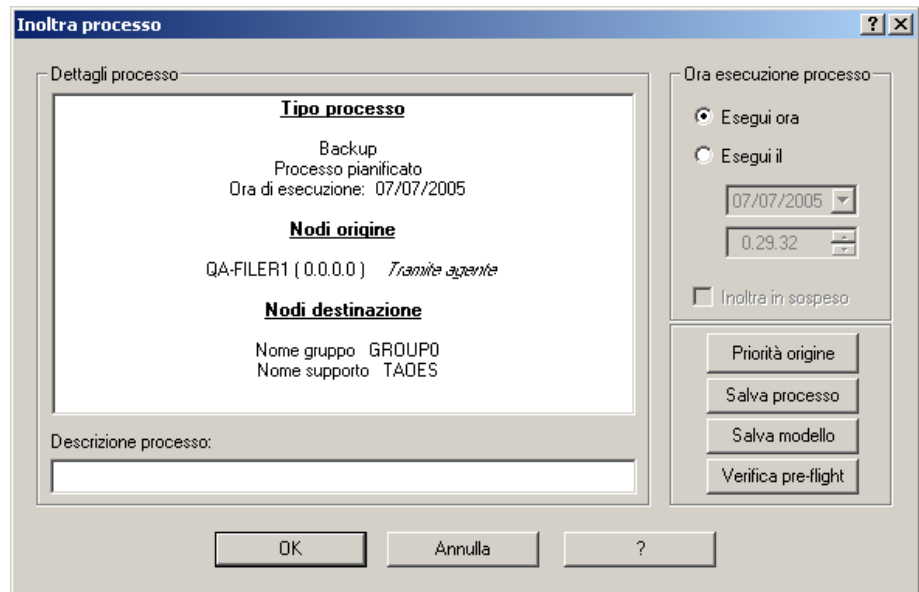 Inoltra processo
Dettagli processo
Tipo processo
Backup
Processo pianificato
Ora di esecuzione: 07/07/2005
Nodi origine
QA-FILER1 ( 0.0.0.0 ) Tramite agente
Nodi destinazione
Nome gruppo GROUP0
Nome supporto TAOES
Descrizione processo:
Ora esecuzione processo
Esegui ora
Esegui il
07/07/2005
0.29.32
Inoltra in sospeso
Priorità origine
Salva processo
Salva modello
Verifica pre-flight
OK
Annulla
?